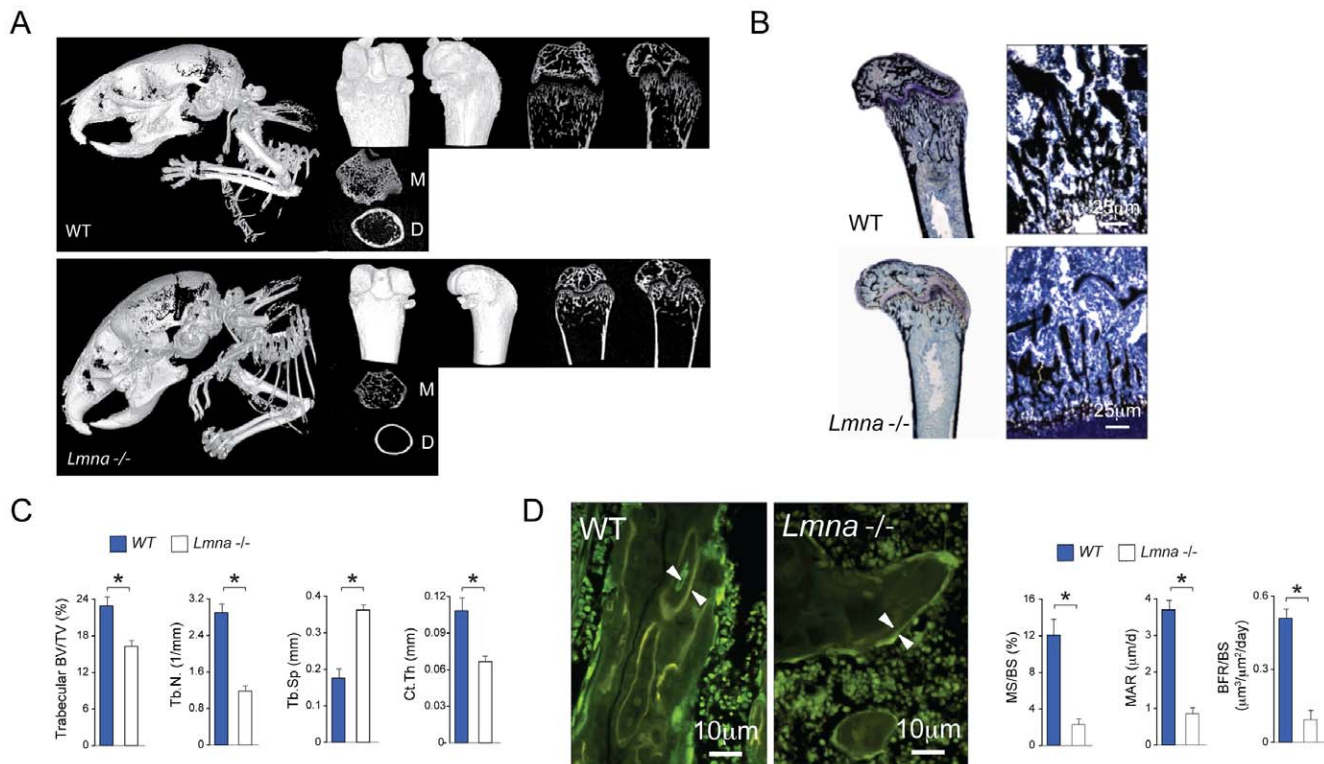 A
WT
M
D
Lmna -/-
M
D
B
WT
25μm
Lmna -/-
25μm
C
WT Lmna -/-
Trabecular BV/TV (%)
24
18
12
6
0
*
Tb.N. (1/mm)
3.2
2.4
1.6
0.8
0
*
Tb.Sp (mm)
0.4
0.3
0.2
0.1
0
*
Ct.Th (mm)
0.12
0.09
0.06
0.03
0
*
D
WT
10μm
Lmna -/-
10μm
WT Lmna -/-
MS/BS (%)
16
12
8
4
0
*
MAR (μm/d)
4
3
2
1
0
*
BFR/BS
(μm³/μm²/day)
0.6
0.3
0
*